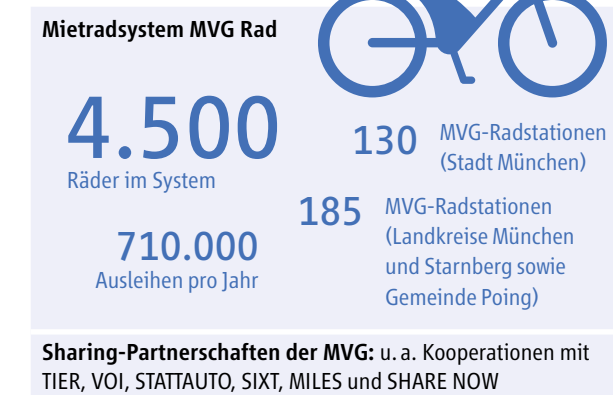 Mietradsystem MVG Rad
4.500
Räder im System
710.000
Ausleihen pro Jahr
130 MVG-Radstationen
(Stadt München)
185 MVG-Radstationen
(Landkreise München
und Starnberg sowie
Gemeinde Poing)
Sharing-Partnerschaften der MVG: u. a. Kooperationen mit
TIER, VOI, STATTAUTO, SIXT, MILES und SHARE NOW